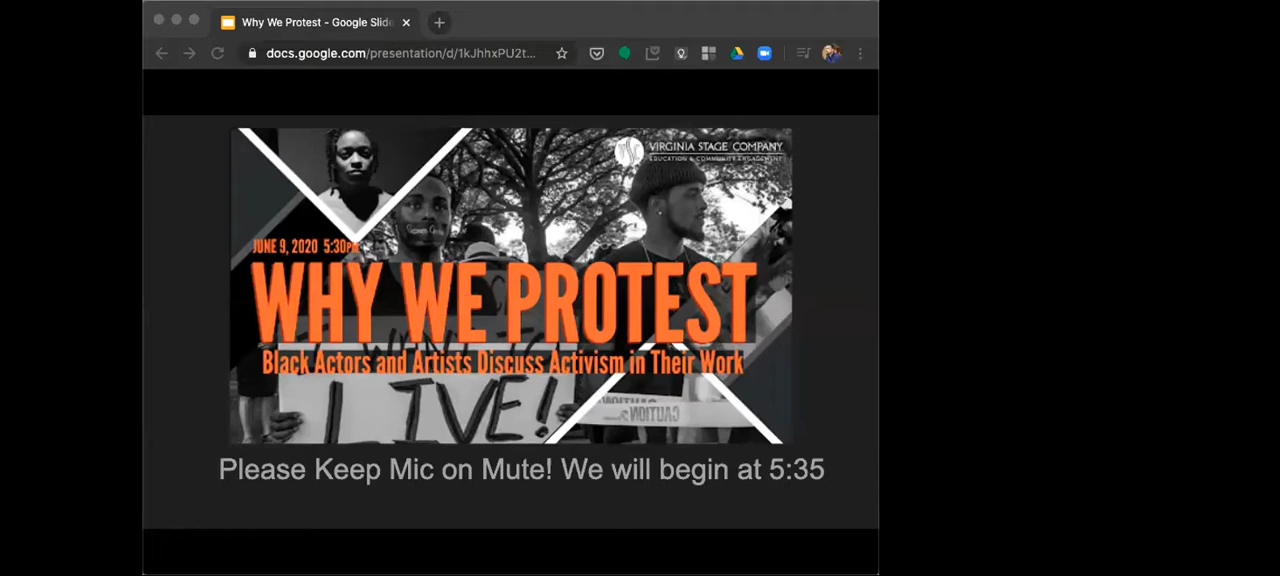 Why We Protest - Google Slide
docs.google.com/presentation/d/1kJhhxPU2t...
VIRGINIA STAGE COMPANY
EDUCATION & COMMUNITY ENGAGEMENT
JUNE 9, 2020 5:30PM
WHY WE PROTEST
Black Actors and Artists Discuss Activism in Their Work
LIVE!
CAUTION
Please Keep Mic on Mute! We will begin at 5:35